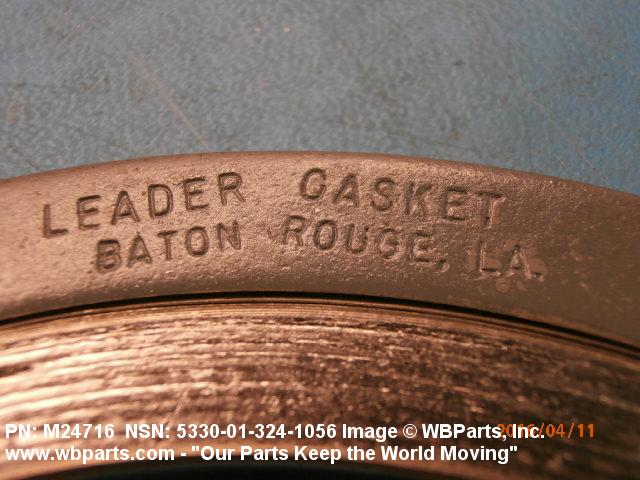 LEADER GASKET
BATON ROUGE, LA.
PN: M24716 NSN: 5330-01-324-1056 Image © WBParts, Inc.
www.wbparts.com - "Our Parts Keep the World Moving"